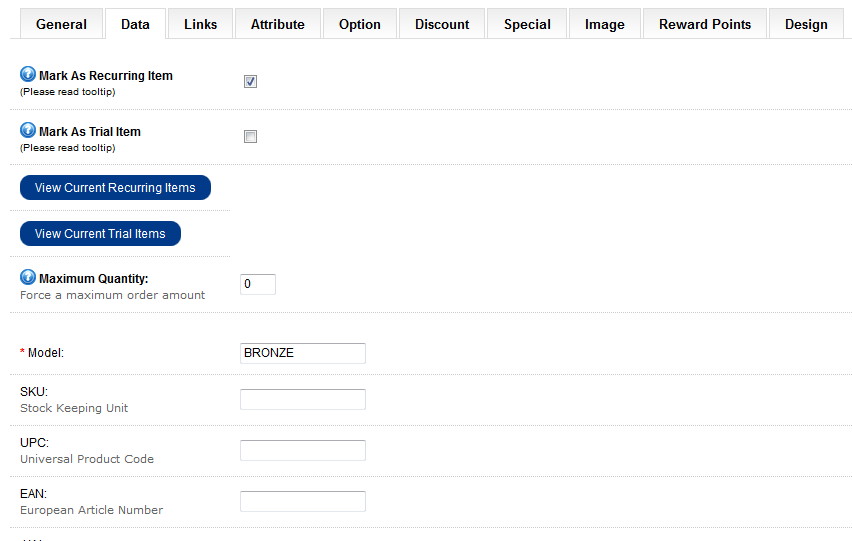 General Data Links Attribute Option Discount Special Image Reward Points Design
Mark As Recurring Item
(Please read tooltip)
Mark As Trial Item
(Please read tooltip)
View Current Recurring Items
View Current Trial Items
Maximum Quantity:
Force a maximum order amount
0
* Model:
BRONZE
SKU:
Stock Keeping Unit
UPC:
Universal Product Code
EAN:
European Article Number